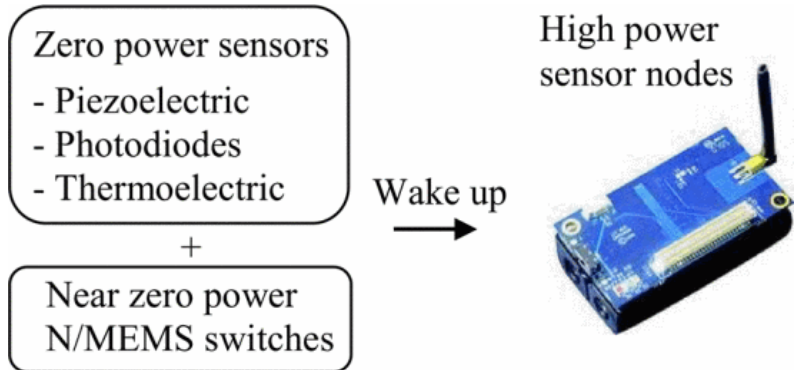 Zero power sensors
- Piezoelectric
- Photodiodes
- Thermoelectric
+
Near zero power
N/MEMS switches
Wake up
High power
sensor nodes